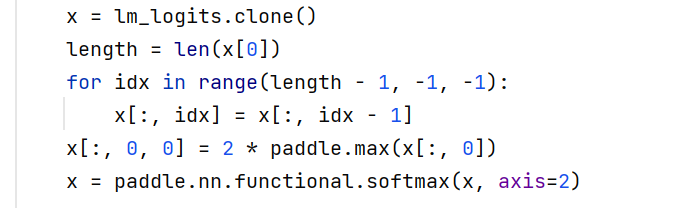 x = lm_logits.clone()
length = len(x[0])
for idx in range(length - 1, -1, -1):
    x[:, idx] = x[:, idx - 1]
x[:, 0, 0] = 2 * paddle.max(x[:, 0])
x = paddle.nn.functional.softmax(x, axis=2)